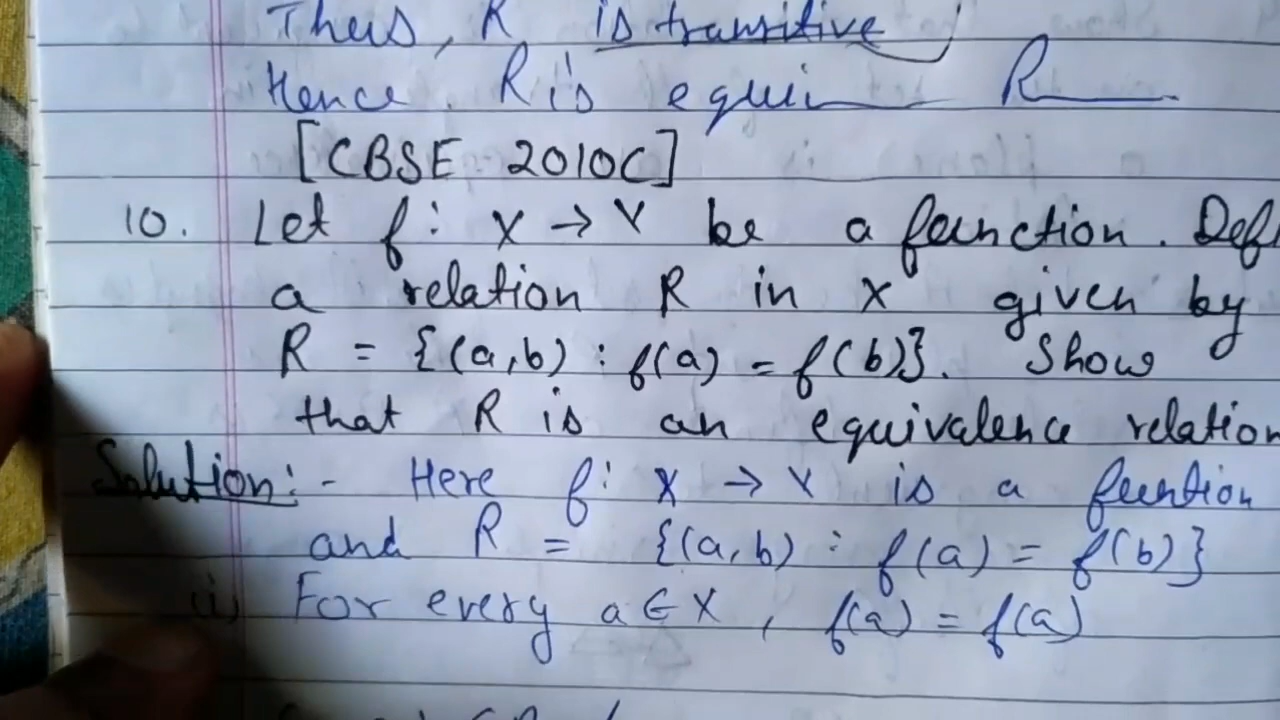 Thus, R is transitive
Hence. R is equi R
[CBSE 2010C]
10. Let f: X → Y be a function. Def
a relation R in X given by
R = {(a,b) : f(a) = f(b)}. Show
that R is an equivalence relation
Solution:- Here f: X → Y is a function
and R = {(a,b) : f(a) = f(b)}
(i) For every a ∈ X, f(a) = f(a)